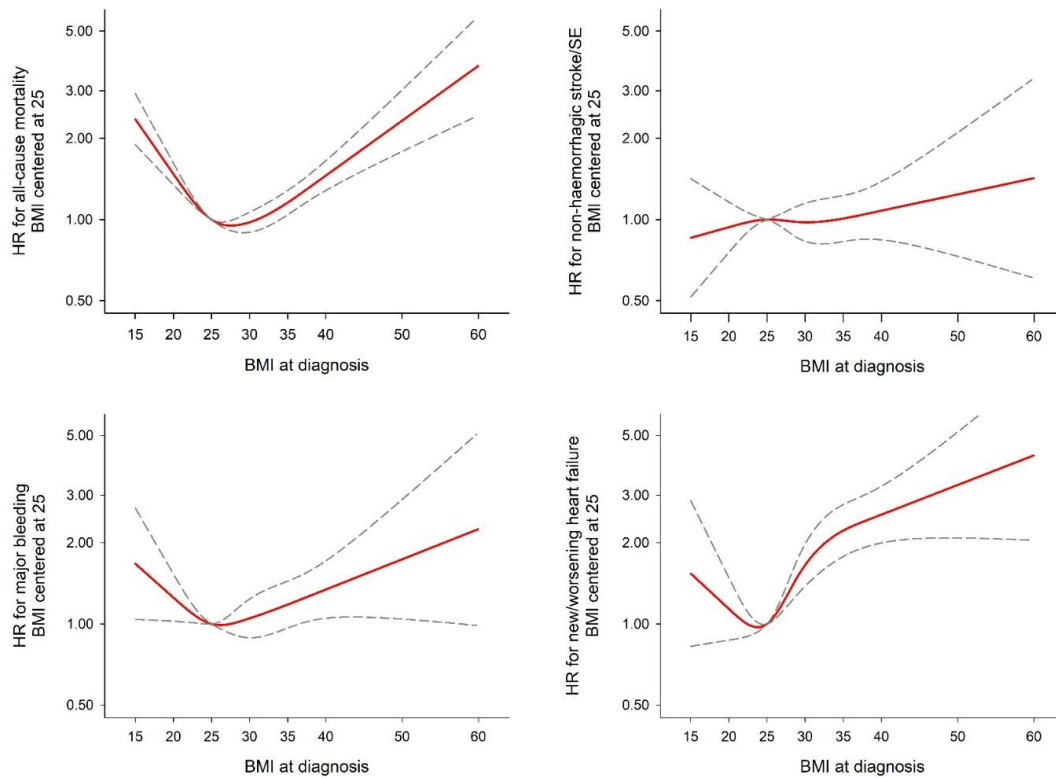 HR for all-cause mortality
BMI centered at 25
5.00
3.00
2.00
1.00
0.50
15 20 25 30 35 40 50 60
BMI at diagnosis
HR for non-haemorrhagic stroke/SE
BMI centered at 25
5.00
3.00
2.00
1.00
0.50
15 20 25 30 35 40 50 60
BMI at diagnosis
HR for major bleeding
BMI centered at 25
5.00
3.00
2.00
1.00
0.50
15 20 25 30 35 40 50 60
BMI at diagnosis
HR for new/worsening heart failure
BMI centered at 25
5.00
3.00
2.00
1.00
0.50
15 20 25 30 35 40 50 60
BMI at diagnosis